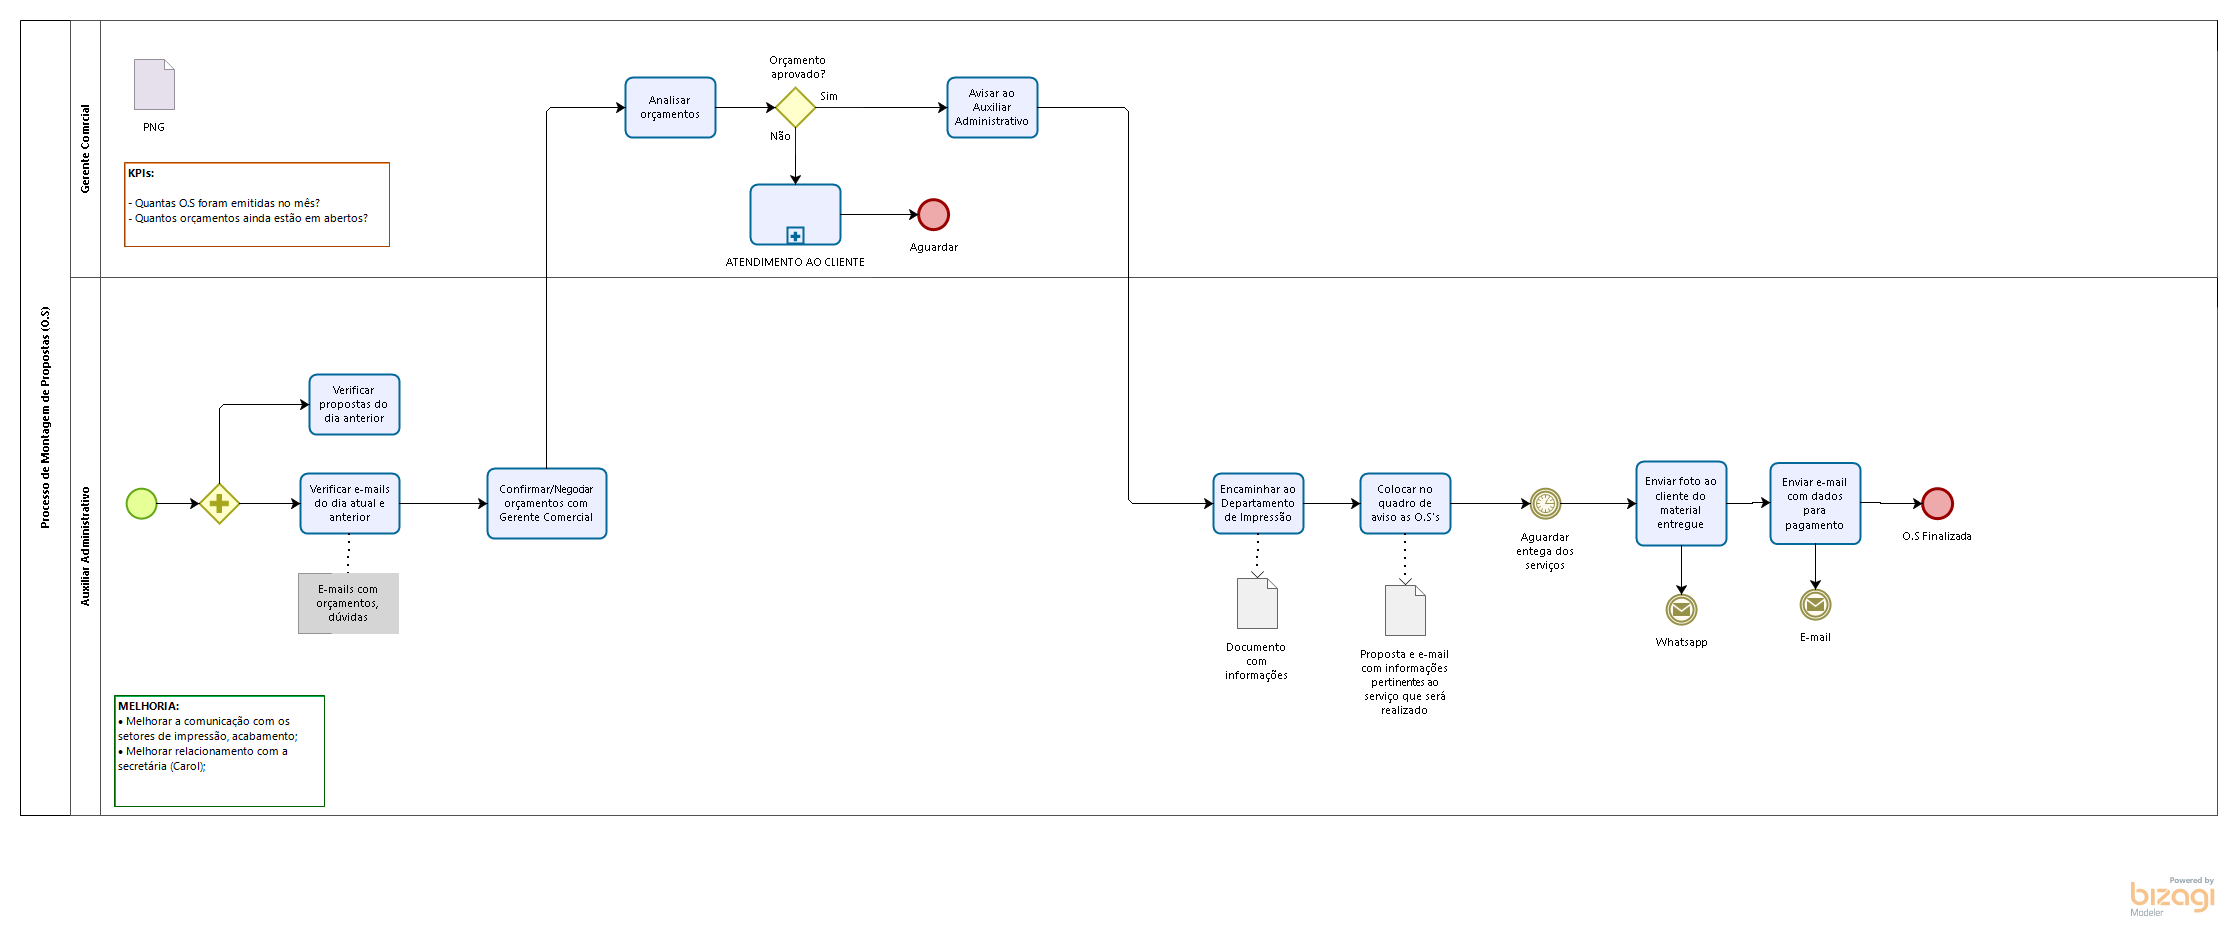 Processo de Montagem de Propostas (O.S)
Gerente Comrcial
PNG
KPIs:
- Quantas O.S foram emitidas no mês?
- Quantos orçamentos ainda estão em abertos?
Analisar
orçamentos
Orçamento
aprovado?
Sim
Não
Avisar ao
Auxiliar
Administrativo
ATENDIMENTO AO CLIENTE
Aguardar
Auxiliar Administrativo
Verificar
propostas do
dia anterior
Verificar e-mails
do dia atual e
anterior
E-mails com
orçamentos,
dúvidas
Confirmar/Negociar
orçamentos com
Gerente Comercial
Encaminhar ao
Departamento
de Impressão
Documento
com
informações
Colocar no
quadro de
aviso as O.S's
Proposta e e-mail
com informações
pertinentes ao
serviço que será
realizado
Aguardar
entega dos
serviços
Enviar foto ao
cliente do
material
entregue
Whatsapp
Enviar e-mail
com dados
para
pagamento
E-mail
O.S Finalizada
MELHORIA:
• Melhorar a comunicação com os
setores de impressão, acabamento;
• Melhorar relacionamento com a
secretária (Carol);
Powered by
bizagi
Modeler